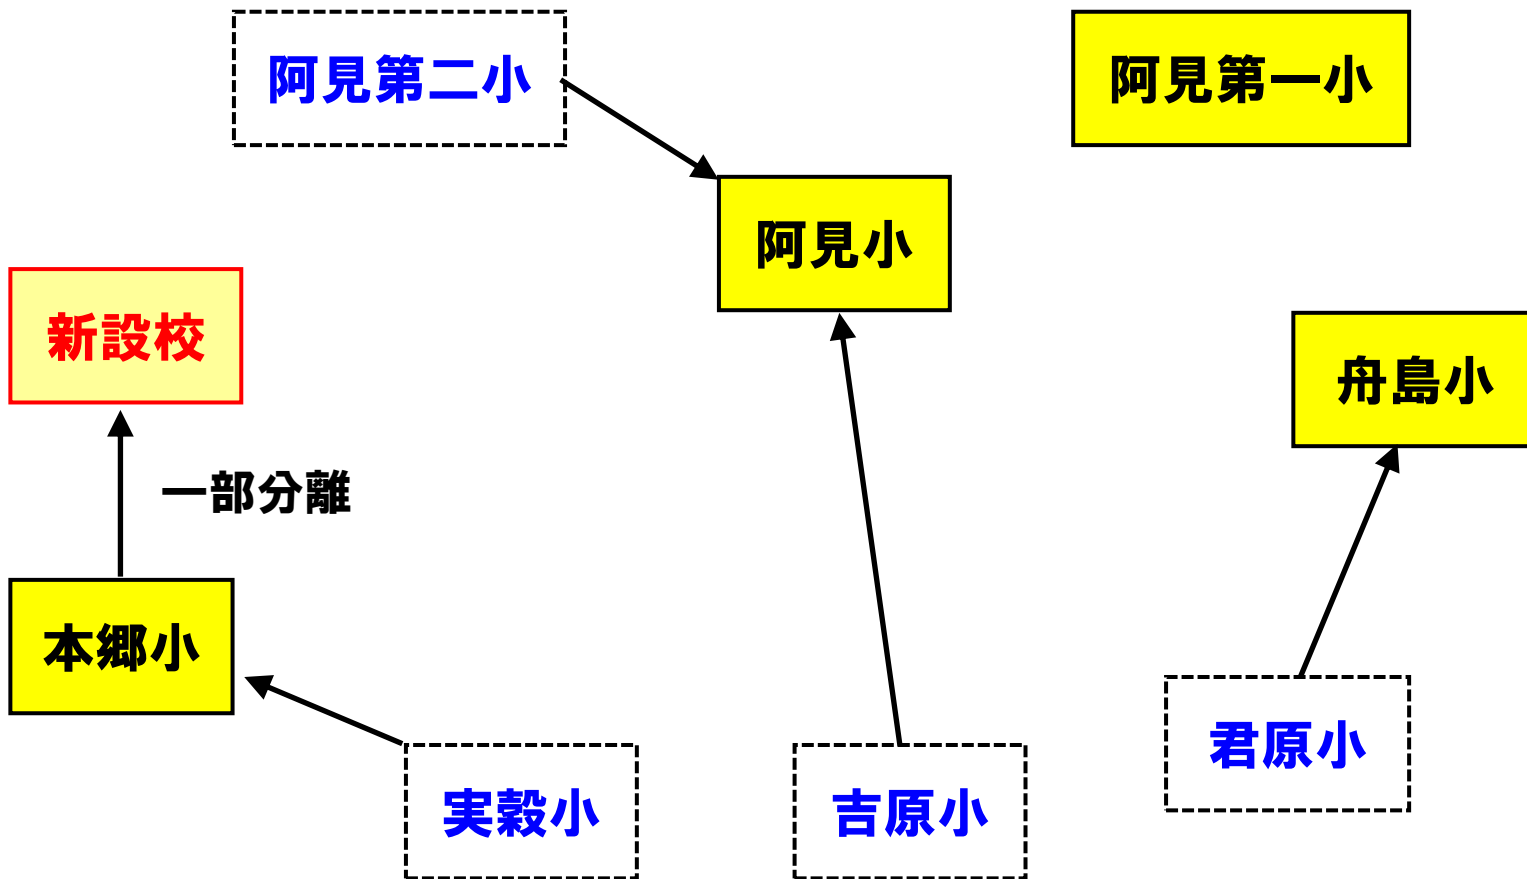 阿見第二小
阿見第一小
阿見小
新設校
舟島小
一部分離
本郷小
君原小
実穀小
吉原小